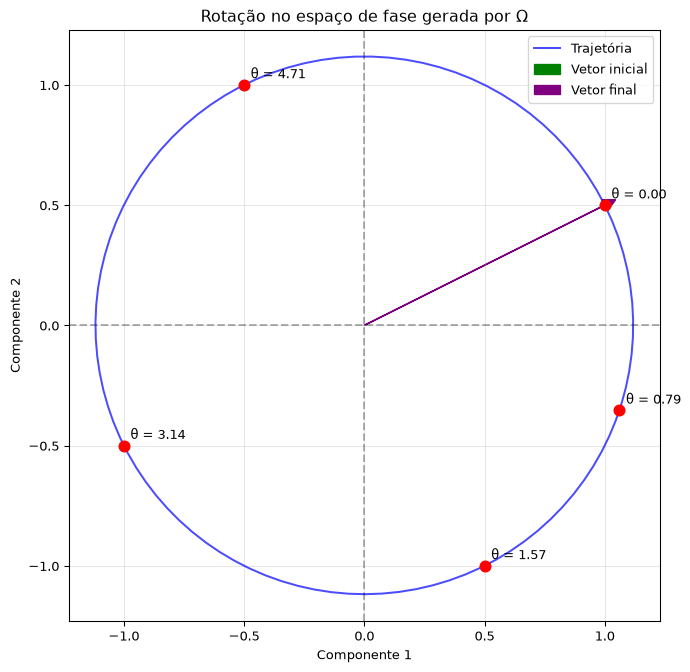 Rotação no espaço de fase gerada por Ω
Trajetória
Vetor inicial
Vetor final
θ = 4.71
θ = 0.00
θ = 0.79
θ = 3.14
θ = 1.57
1.0
0.5
0.0
−0.5
−1.0
Componente 2
−1.0
−0.5
0.0
0.5
1.0
Componente 1